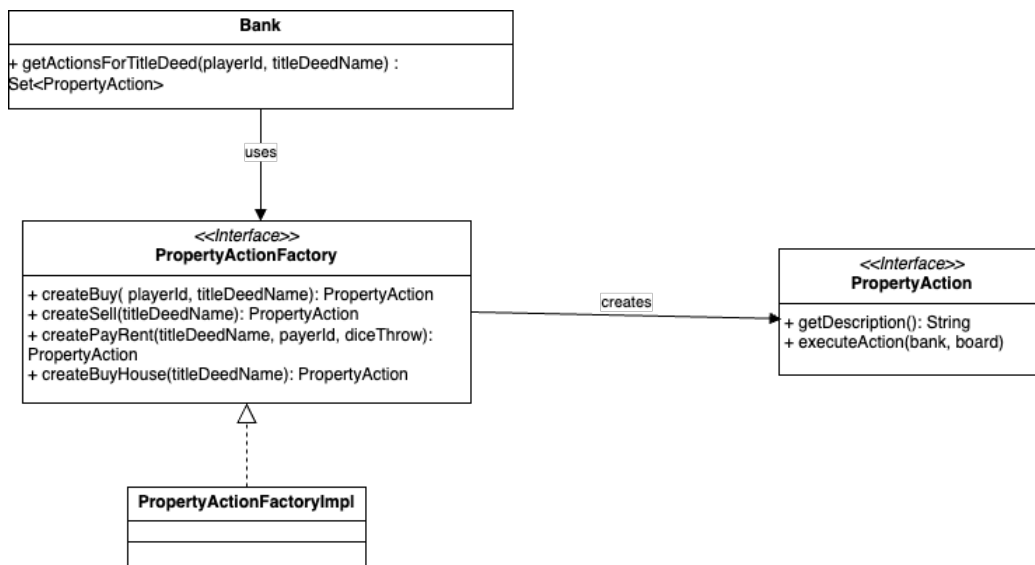 Bank
+ getActionsForTitleDeed(playerId, titleDeedName) :
Set<PropertyAction>
uses
<<Interface>>
PropertyActionFactory
+ createBuy( playerId, titleDeedName): PropertyAction
+ createSell(titleDeedName): PropertyAction
+ createPayRent(titleDeedName, payerId, diceThrow):
PropertyAction
+ createBuyHouse(titleDeedName): PropertyAction
creates
<<Interface>>
PropertyAction
+ getDescription(): String
+ executeAction(bank, board)
PropertyActionFactoryImpl